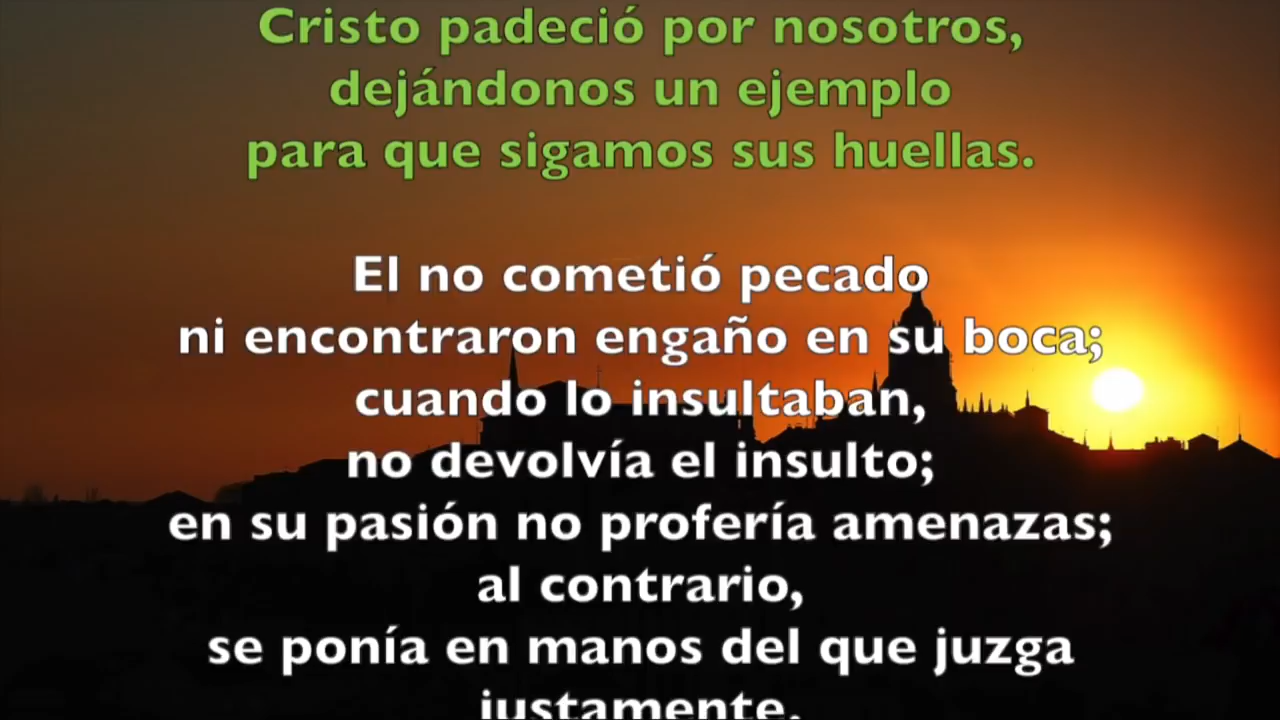 Cristo padeció por nosotros,
dejándonos un ejemplo
para que sigamos sus huellas.
El no cometió pecado
ni encontraron engaño en su boca;
cuando lo insultaban,
no devolvía el insulto;
en su pasión no profería amenazas;
al contrario,
se ponía en manos del que juzga
justamente.